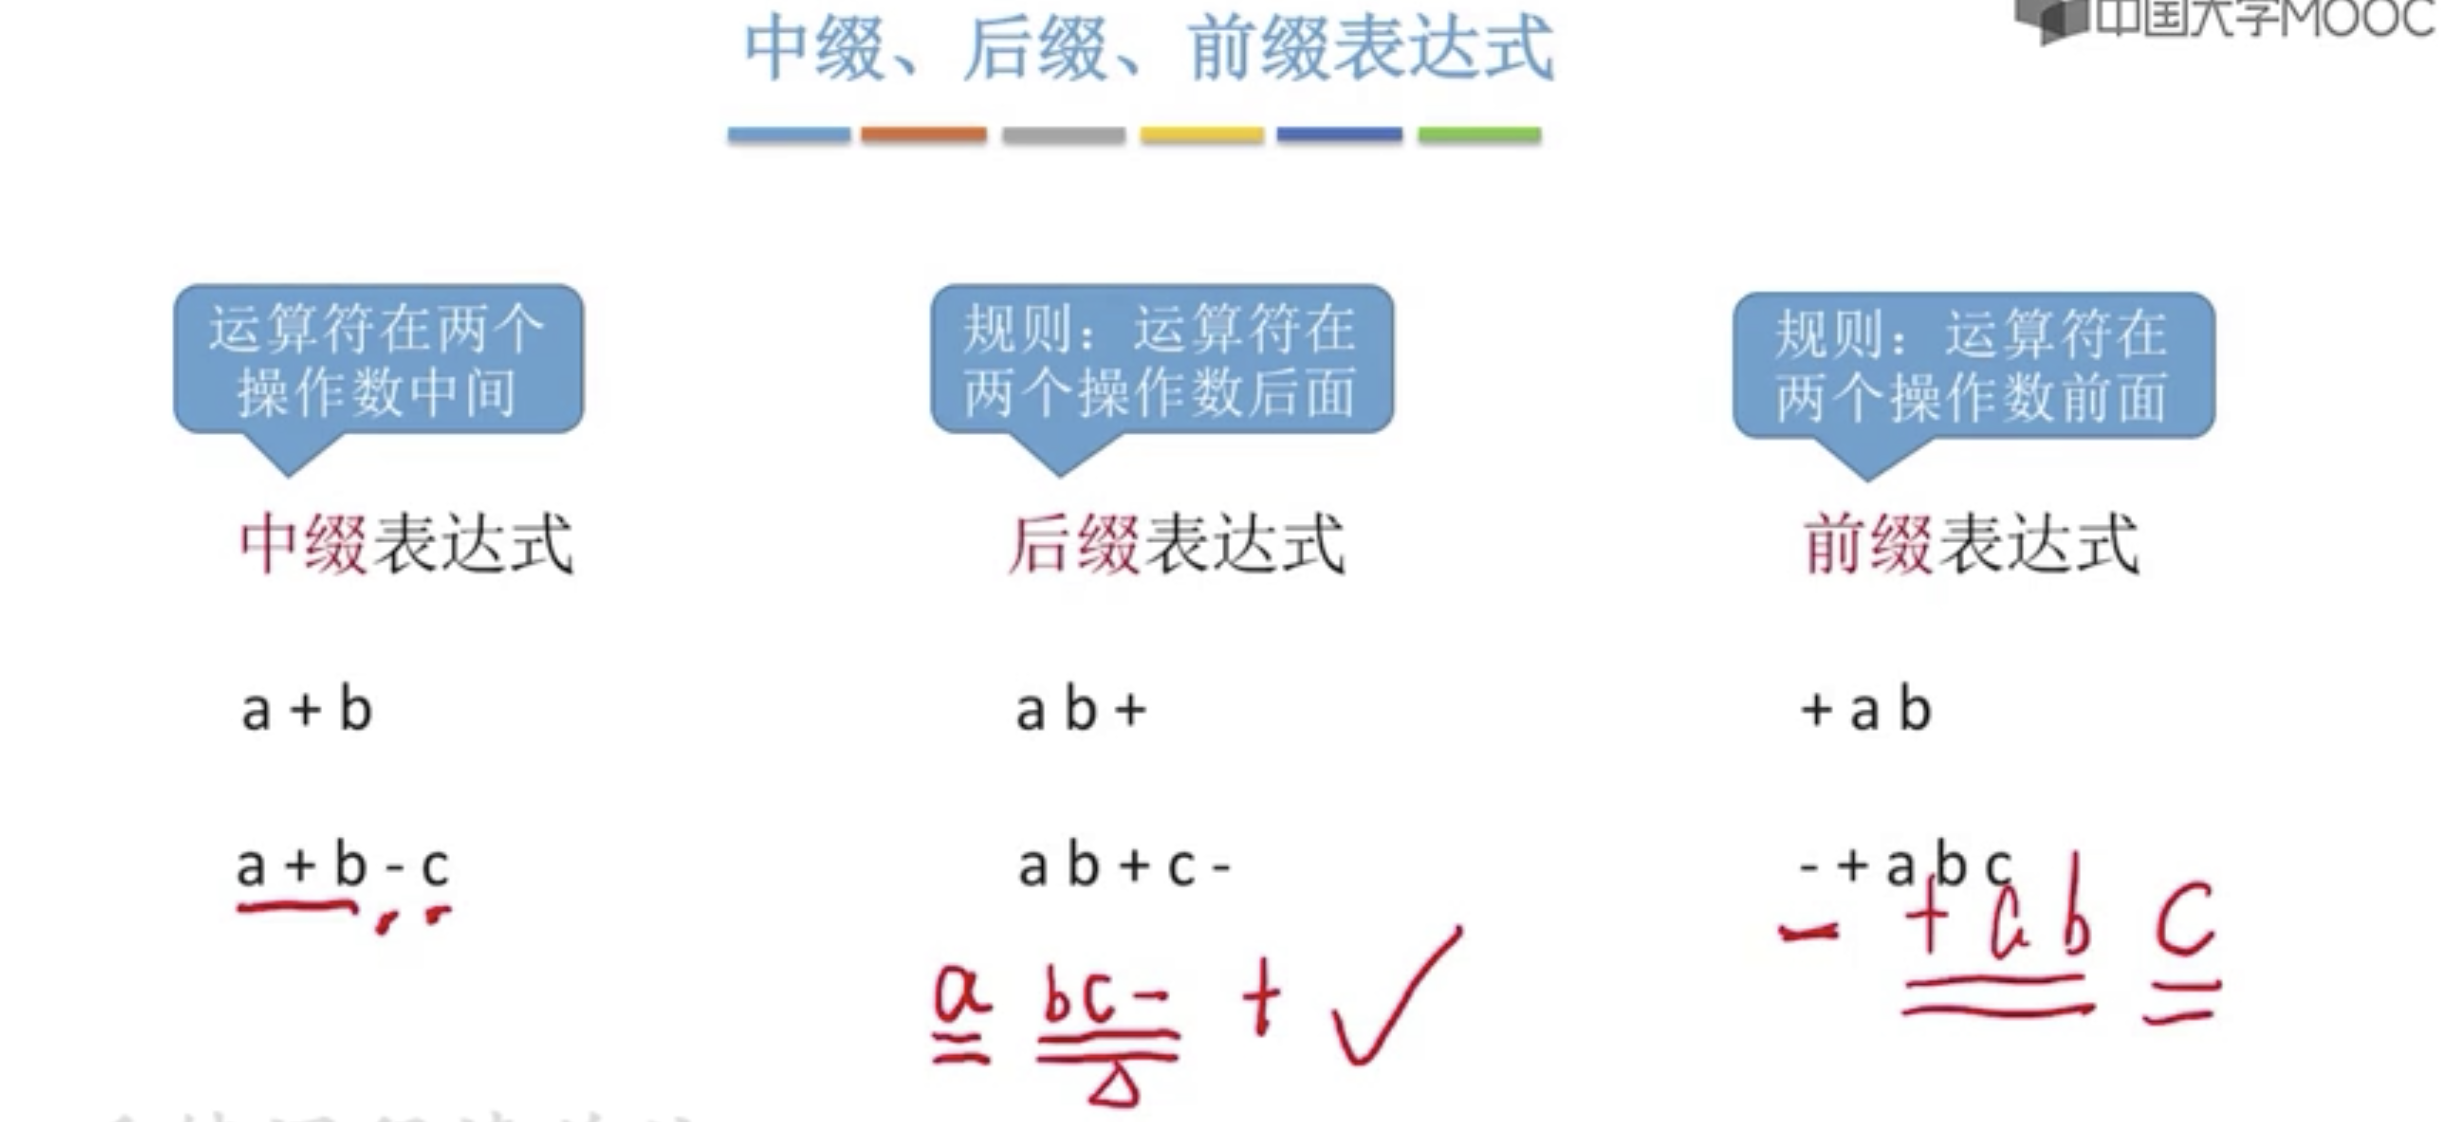 中国大学MOOC
中缀、后缀、前缀表达式
运算符在两个
操作数中间
规则：运算符在
两个操作数后面
规则：运算符在
两个操作数前面
中缀表达式
后缀表达式
前缀表达式
a + b
a b +
+ a b
a + b - c
a b + c -
- + a b c
a bc- +
- + a b c